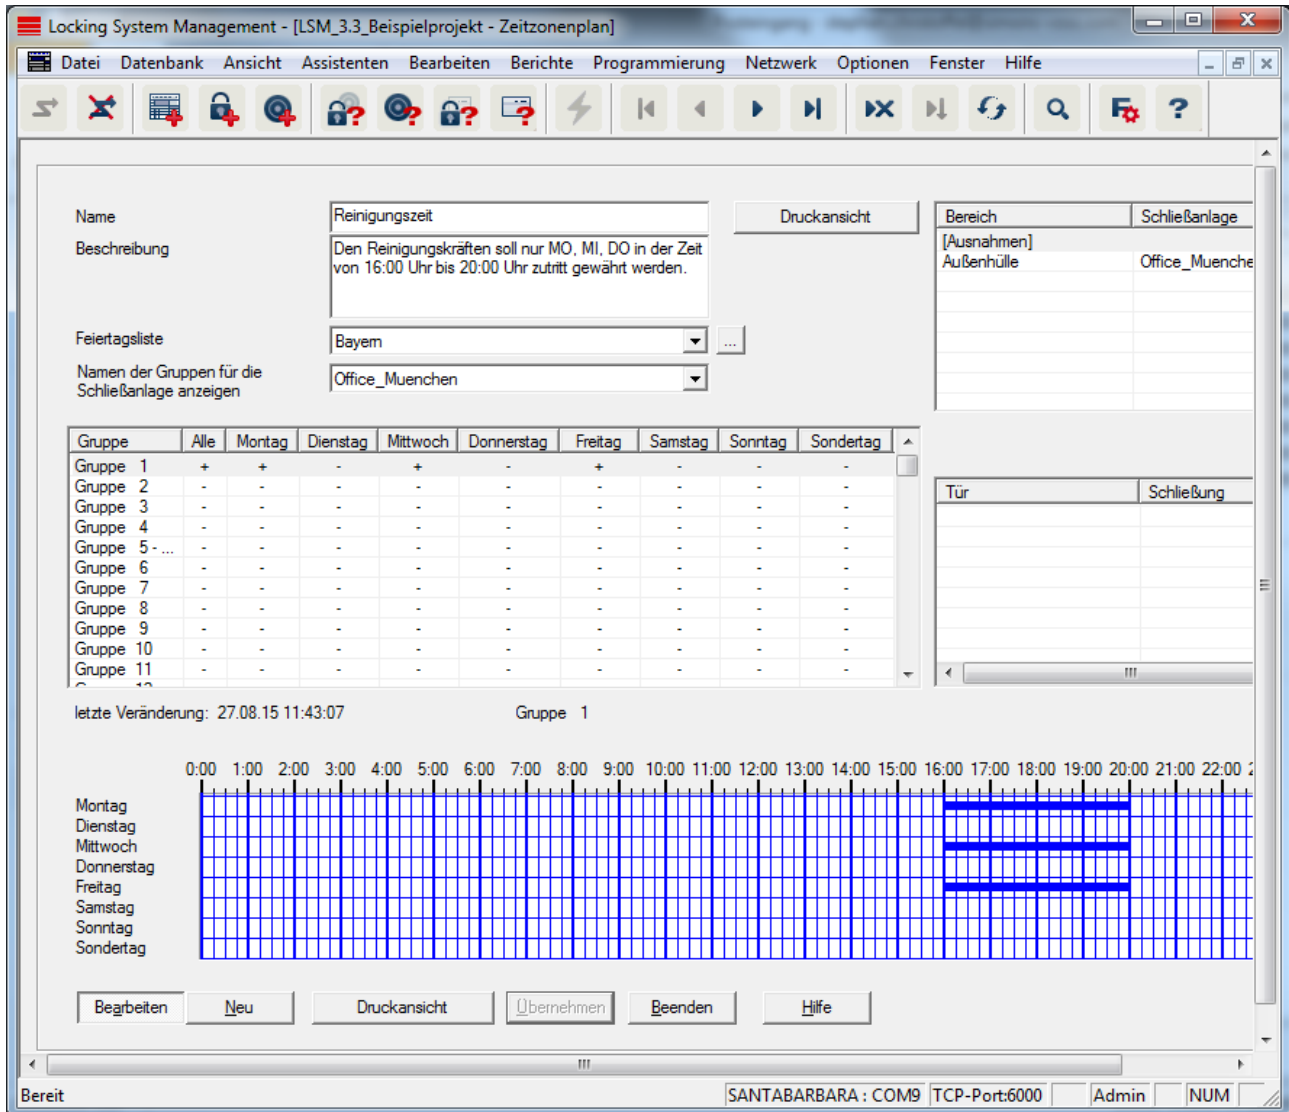 Locking System Management - [LSM_3.3_Beispielprojekt - Zeitzonenplan]
Datei Datenbank Ansicht Assistenten Bearbeiten Berichte Programmierung Netzwerk Optionen Fenster Hilfe
Name
Reinigungszeit
Druckansicht
Beschreibung
Den Reinigungskräften soll nur MO, MI, DO in der Zeit
von 16:00 Uhr bis 20:00 Uhr zutritt gewährt werden.
Feiertagsliste
Bayern
...
Namen der Gruppen für die
Schließanlage anzeigen
Office_Muenchen
Bereich Schließanlage
[Ausnahmen]
Außenhülle Office_Muenche
Gruppe Alle Montag Dienstag Mittwoch Donnerstag Freitag Samstag Sonntag Sondertag
Gruppe 1 + + - + - + - - -
Gruppe 2 - - - - - - - - -
Gruppe 3 - - - - - - - - -
Gruppe 4 - - - - - - - - -
Gruppe 5 - ... - - - - - - - - -
Gruppe 6 - - - - - - - - -
Gruppe 7 - - - - - - - - -
Gruppe 8 - - - - - - - - -
Gruppe 9 - - - - - - - - -
Gruppe 10 - - - - - - - - -
Gruppe 11 - - - - - - - - -
Tür Schließung
letzte Veränderung: 27.08.15 11:43:07 Gruppe 1
0:00 1:00 2:00 3:00 4:00 5:00 6:00 7:00 8:00 9:00 10:00 11:00 12:00 13:00 14:00 15:00 16:00 17:00 18:00 19:00 20:00 21:00 22:00 2
Montag
Dienstag
Mittwoch
Donnerstag
Freitag
Samstag
Sonntag
Sondertag
Bearbeiten Neu Druckansicht Übernehmen Beenden Hilfe
Bereit SANTABARBARA : COM9 TCP-Port:6000 Admin NUM